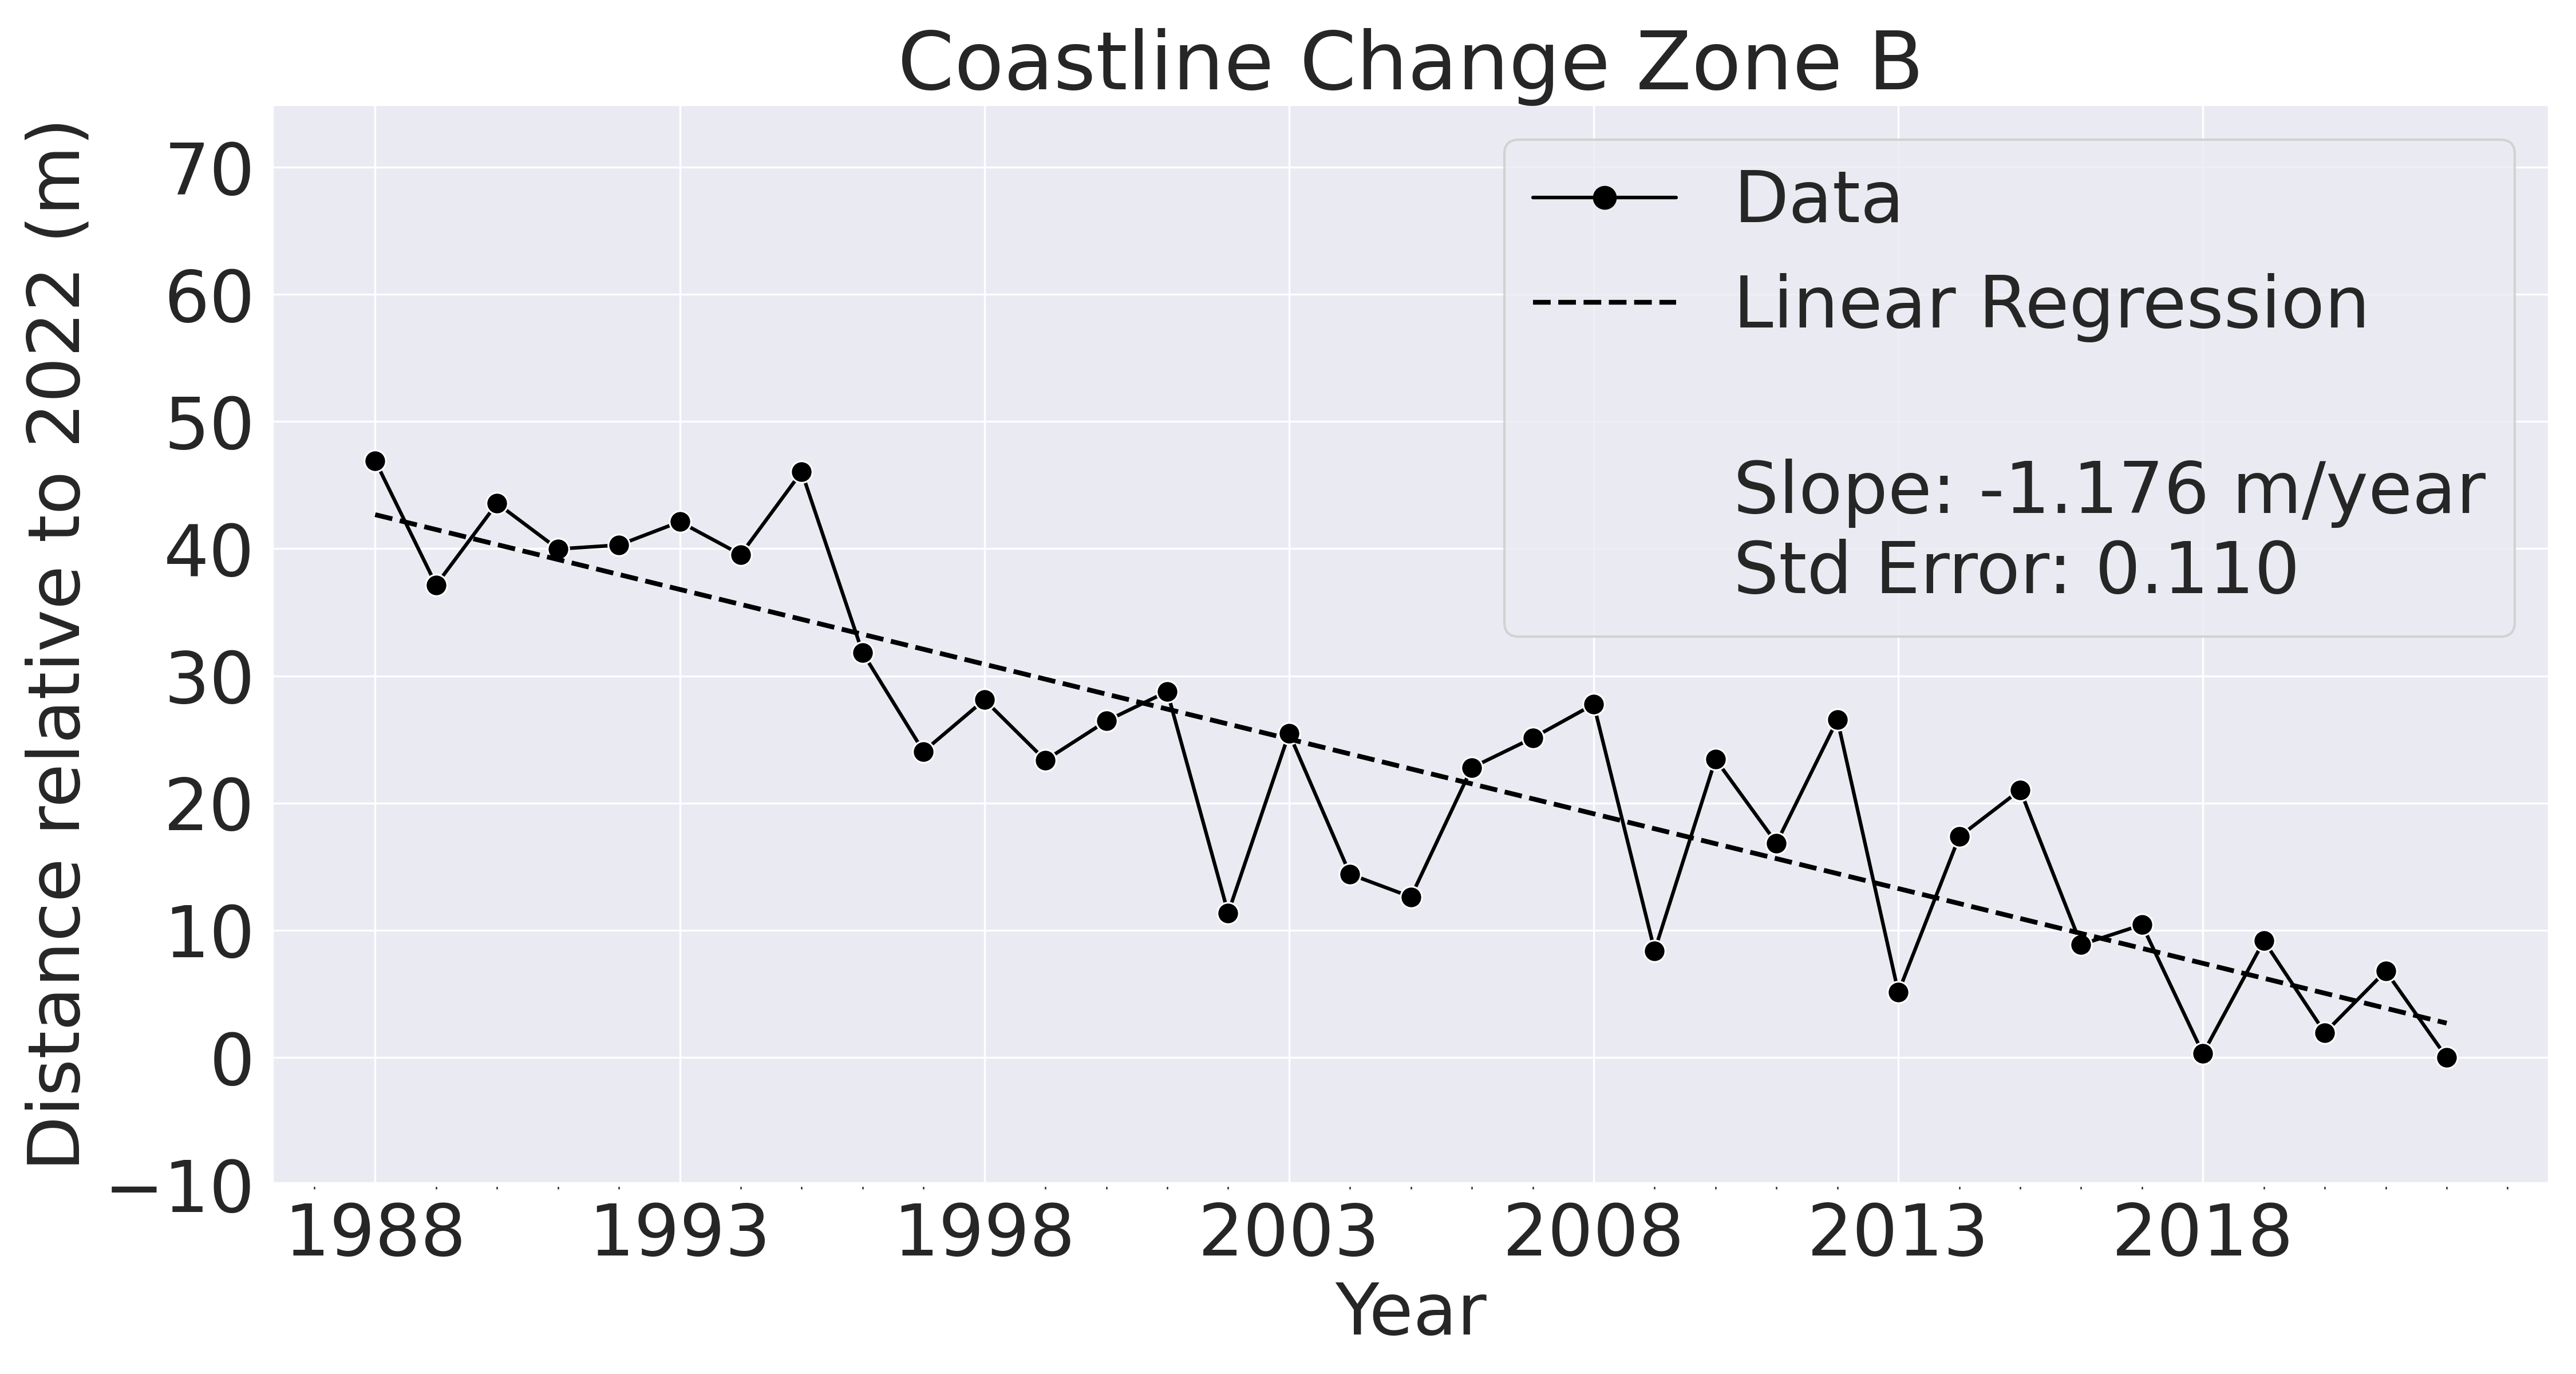 Coastline Change Zone B
Distance relative to 2022 (m)
70
60
50
40
30
20
10
0
−10
Data
Linear Regression
Slope: -1.176 m/year
Std Error: 0.110
1988 1993 1998 2003 2008 2013 2018
Year